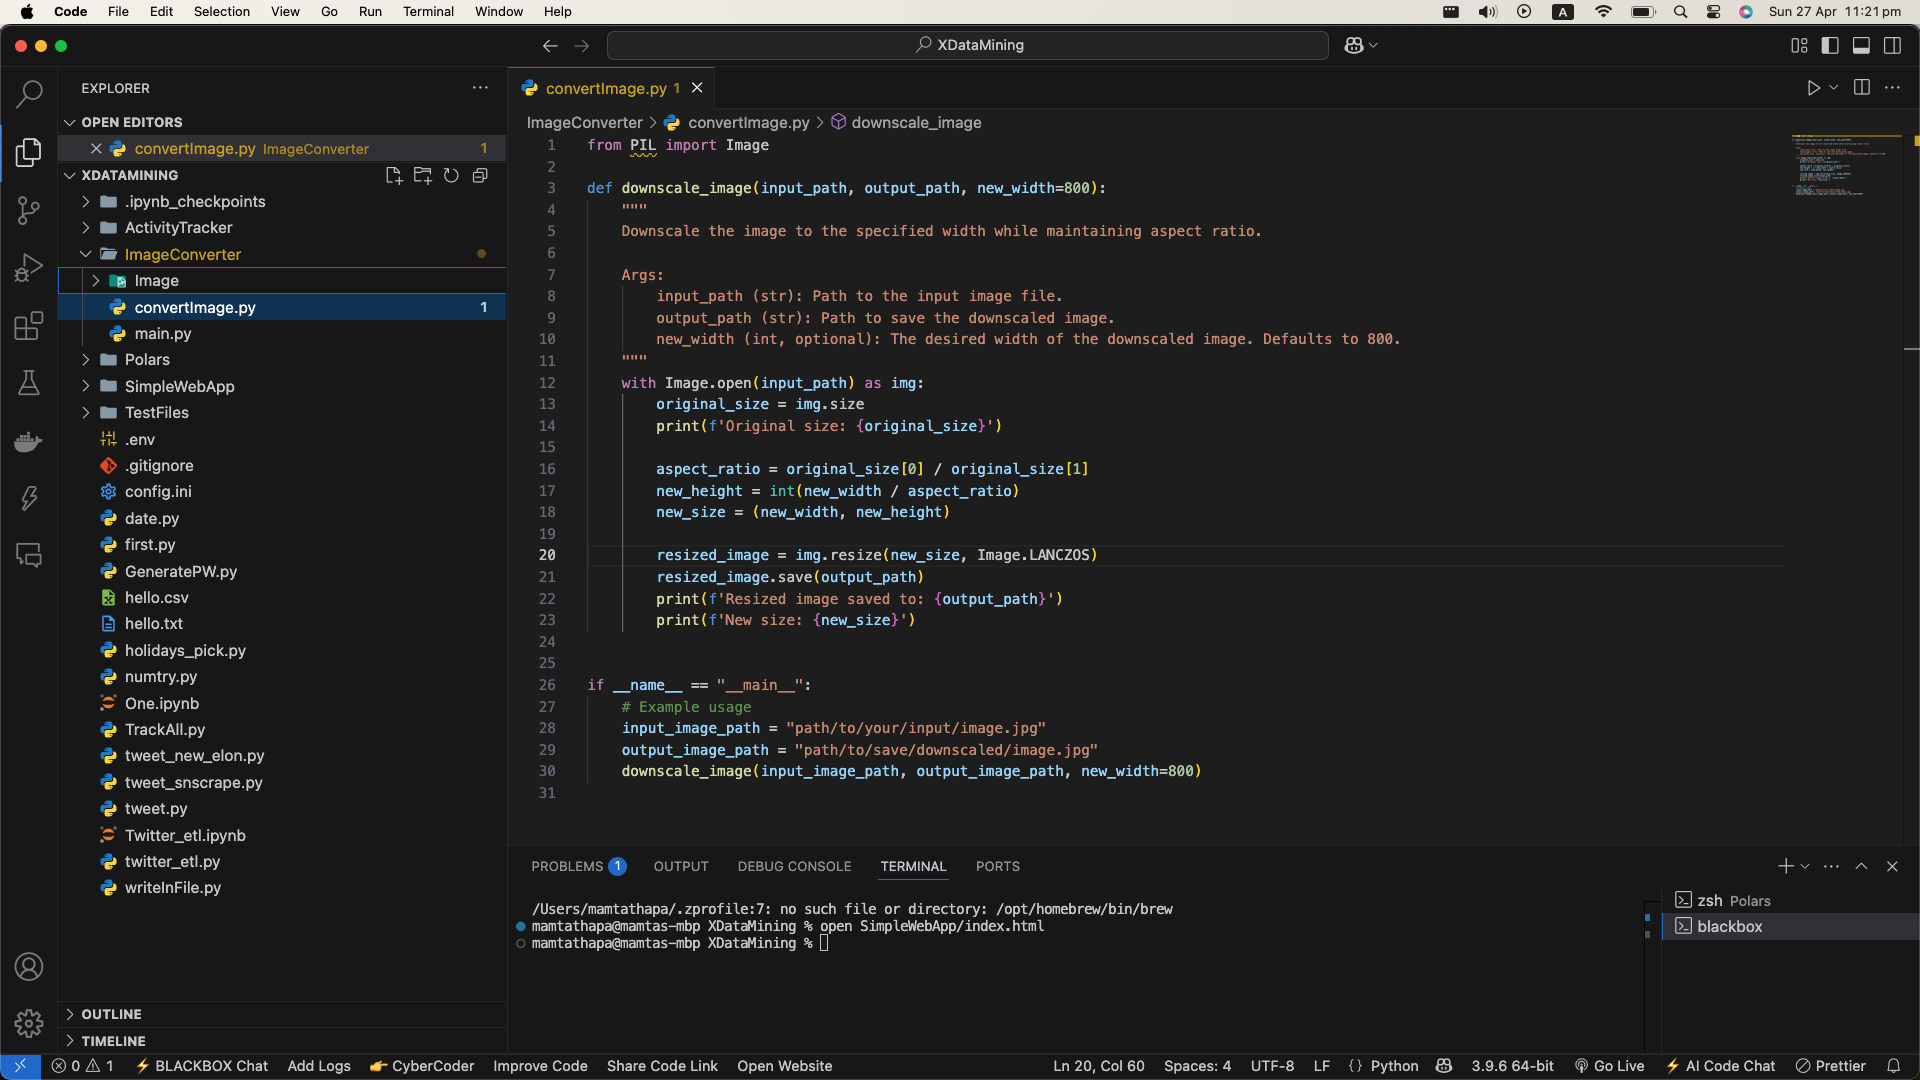 Code File Edit Selection View Go Run Terminal Window Help A Sun 27 Apr 11:21 pm
XDataMining
EXPLORER
OPEN EDITORS
convertImage.py ImageConverter 1
XDATAMINING
.ipynb_checkpoints
ActivityTracker
ImageConverter
Image
convertImage.py 1
main.py
Polars
SimpleWebApp
TestFiles
.env
.gitignore
config.ini
date.py
first.py
GeneratePW.py
hello.csv
hello.txt
holidays_pick.py
numtry.py
One.ipynb
TrackAll.py
tweet_new_elon.py
tweet_snscrape.py
tweet.py
Twitter_etl.ipynb
twitter_etl.py
writeInFile.py
OUTLINE
TIMELINE
convertImage.py 1
ImageConverter > convertImage.py > downscale_image
1 from PIL import Image
2
3 def downscale_image(input_path, output_path, new_width=800):
4 """
5 Downscale the image to the specified width while maintaining aspect ratio.
6
7 Args:
8 input_path (str): Path to the input image file.
9 output_path (str): Path to save the downscaled image.
10 new_width (int, optional): The desired width of the downscaled image. Defaults to 800.
11 """
12 with Image.open(input_path) as img:
13 original_size = img.size
14 print(f'Original size: {original_size}')
15
16 aspect_ratio = original_size[0] / original_size[1]
17 new_height = int(new_width / aspect_ratio)
18 new_size = (new_width, new_height)
19
20 resized_image = img.resize(new_size, Image.LANCZOS)
21 resized_image.save(output_path)
22 print(f'Resized image saved to: {output_path}')
23 print(f'New size: {new_size}')
24
25
26 if __name__ == "__main__":
27 # Example usage
28 input_image_path = "path/to/your/input/image.jpg"
29 output_image_path = "path/to/save/downscaled/image.jpg"
30 downscale_image(input_image_path, output_image_path, new_width=800)
31
PROBLEMS 1 OUTPUT DEBUG CONSOLE TERMINAL PORTS
/Users/mamtathapa/.zprofile:7: no such file or directory: /opt/homebrew/bin/brew
mamtathapa@mamtas-mbp XDataMining % open SimpleWebApp/index.html
mamtathapa@mamtas-mbp XDataMining %
zsh Polars
blackbox
0 1 BLACKBOX Chat Add Logs CyberCoder Improve Code Share Code Link Open Website Ln 20, Col 60 Spaces: 4 UTF-8 LF {} Python 3.9.6 64-bit Go Live AI Code Chat Prettier